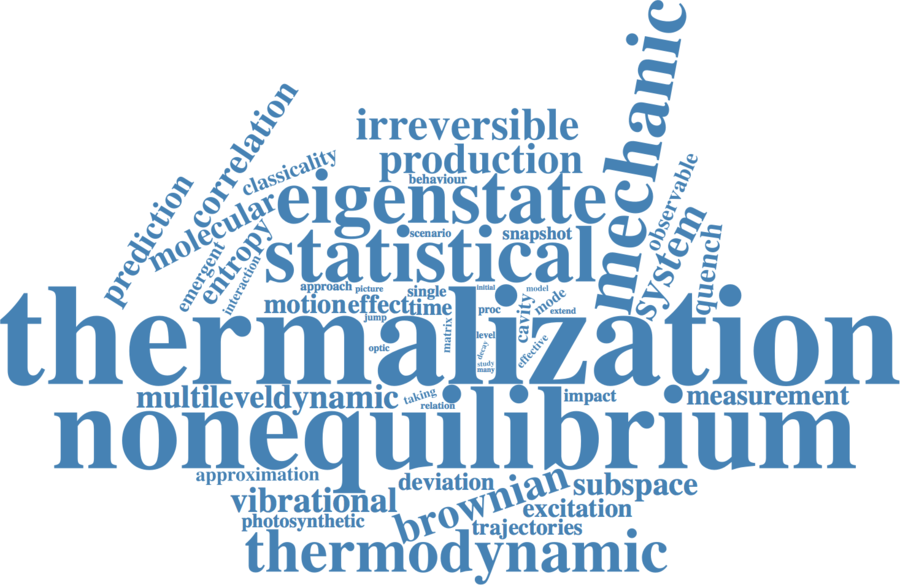 mechanic
irreversible
correlation
production
classicality
behaviour
prediction
molecular
eigenstate
observable
emergent
entropy
interaction
scenario
snapshot
statistical
system
quench
approach
picture
single
initial
model
motion
effect
time
jump
proc
cavity
mode
extend
thermalization
optic
matrix
level
decay
study
many
effective
multilevel
dynamic
taking
relation
impact
measurement
nonequilibrium
approximation
deviation
brownian
subspace
vibrational
excitation
photosynthetic
trajectories
thermodynamic